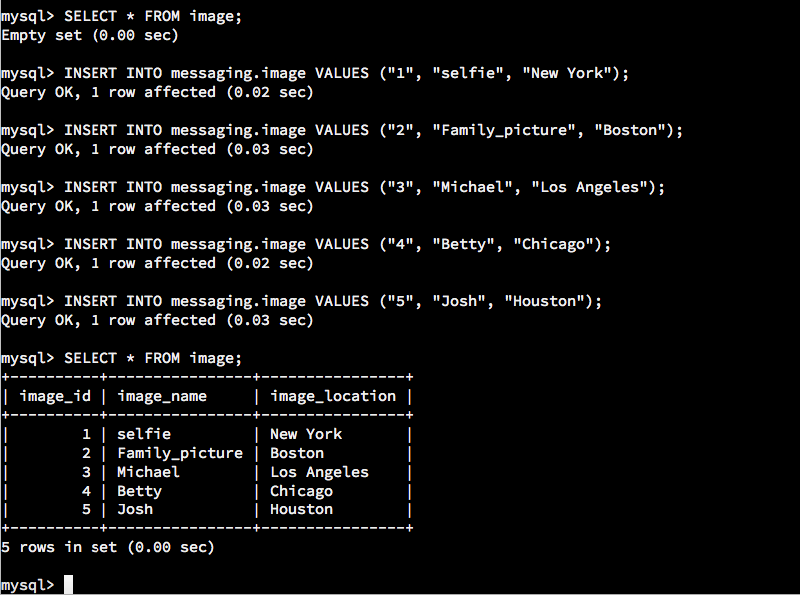 mysql> SELECT * FROM image;
Empty set (0.00 sec)
mysql> INSERT INTO messaging.image VALUES ("1", "selfie", "New York");
Query OK, 1 row affected (0.02 sec)
mysql> INSERT INTO messaging.image VALUES ("2", "Family_picture", "Boston");
Query OK, 1 row affected (0.03 sec)
mysql> INSERT INTO messaging.image VALUES ("3", "Michael", "Los Angeles");
Query OK, 1 row affected (0.03 sec)
mysql> INSERT INTO messaging.image VALUES ("4", "Betty", "Chicago");
Query OK, 1 row affected (0.02 sec)
mysql> INSERT INTO messaging.image VALUES ("5", "Josh", "Houston");
Query OK, 1 row affected (0.03 sec)
mysql> SELECT * FROM image;
+----------+----------------+----------------+
| image_id | image_name     | image_location |
+----------+----------------+----------------+
|        1 | selfie         | New York       |
|        2 | Family_picture | Boston         |
|        3 | Michael        | Los Angeles    |
|        4 | Betty          | Chicago        |
|        5 | Josh           | Houston        |
+----------+----------------+----------------+
5 rows in set (0.00 sec)
mysql>